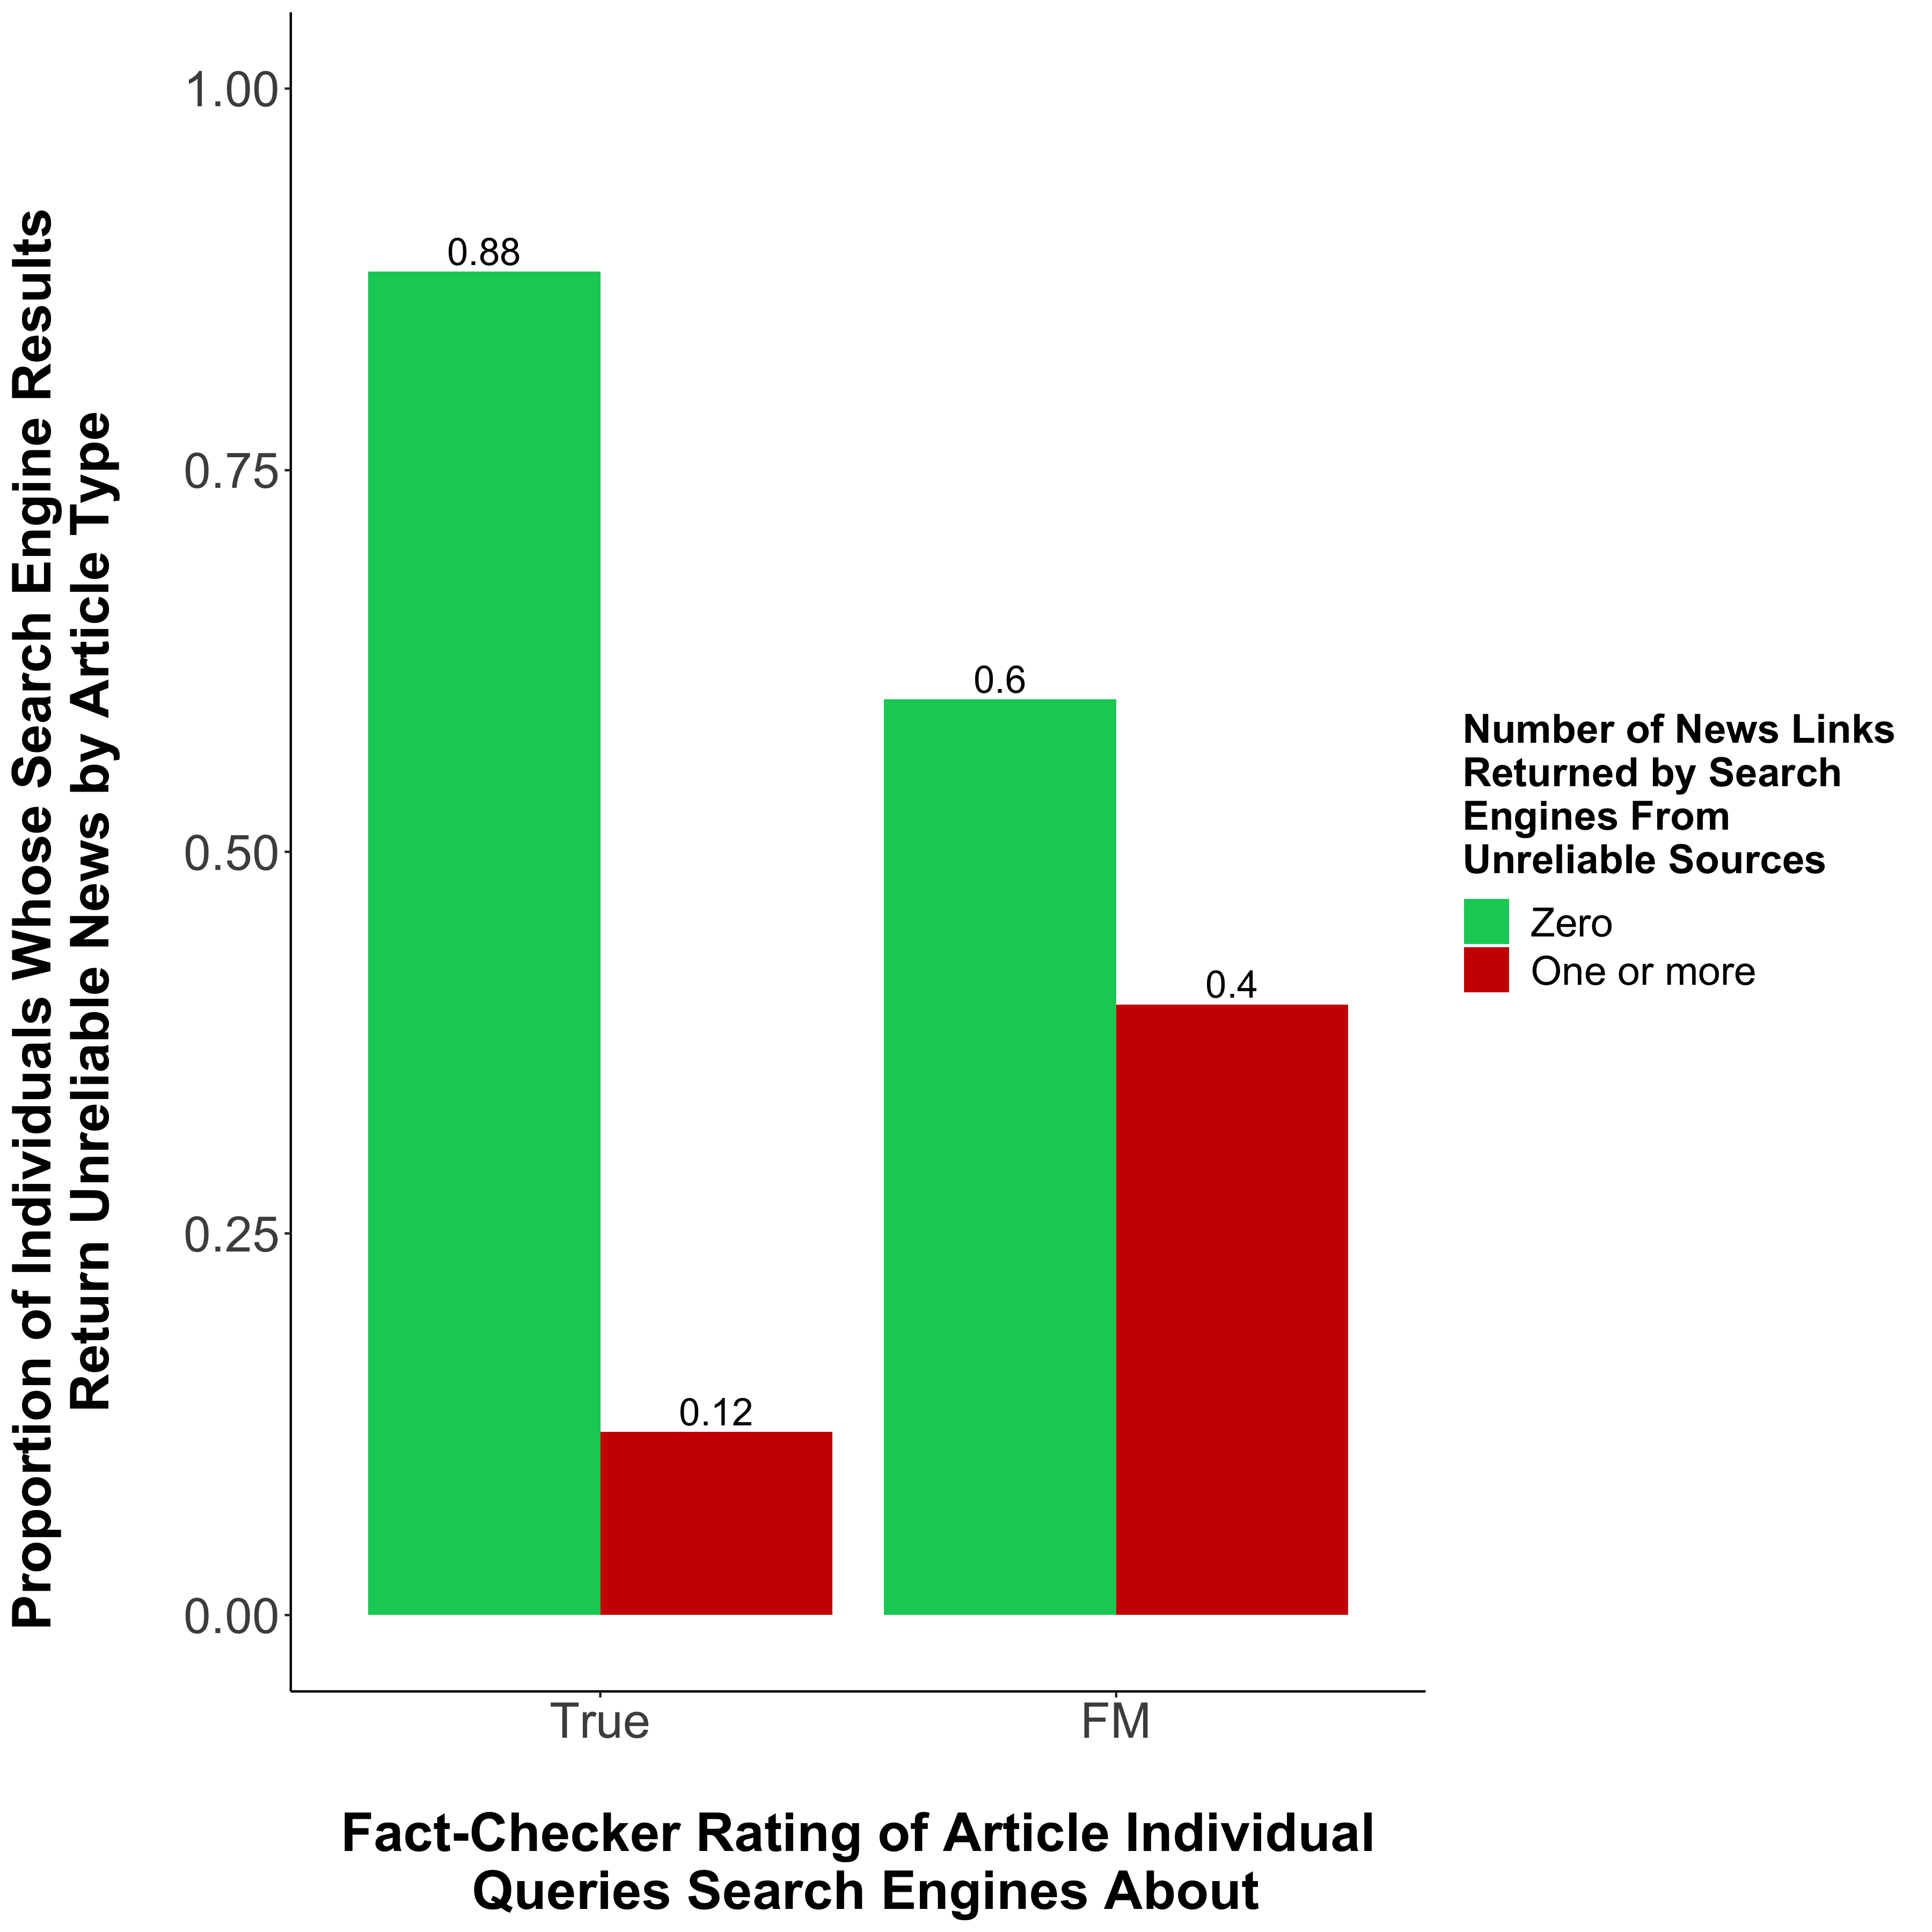 Proportion of Individuals Whose Search Engine Results
Return Unreliable News by Article Type
1.00
0.75
0.50
0.25
0.00
0.88
0.12
0.6
0.4
True
FM
Fact-Checker Rating of Article Individual
Queries Search Engines About
Number of News Links
Returned by Search
Engines From
Unreliable Sources
Zero
One or more